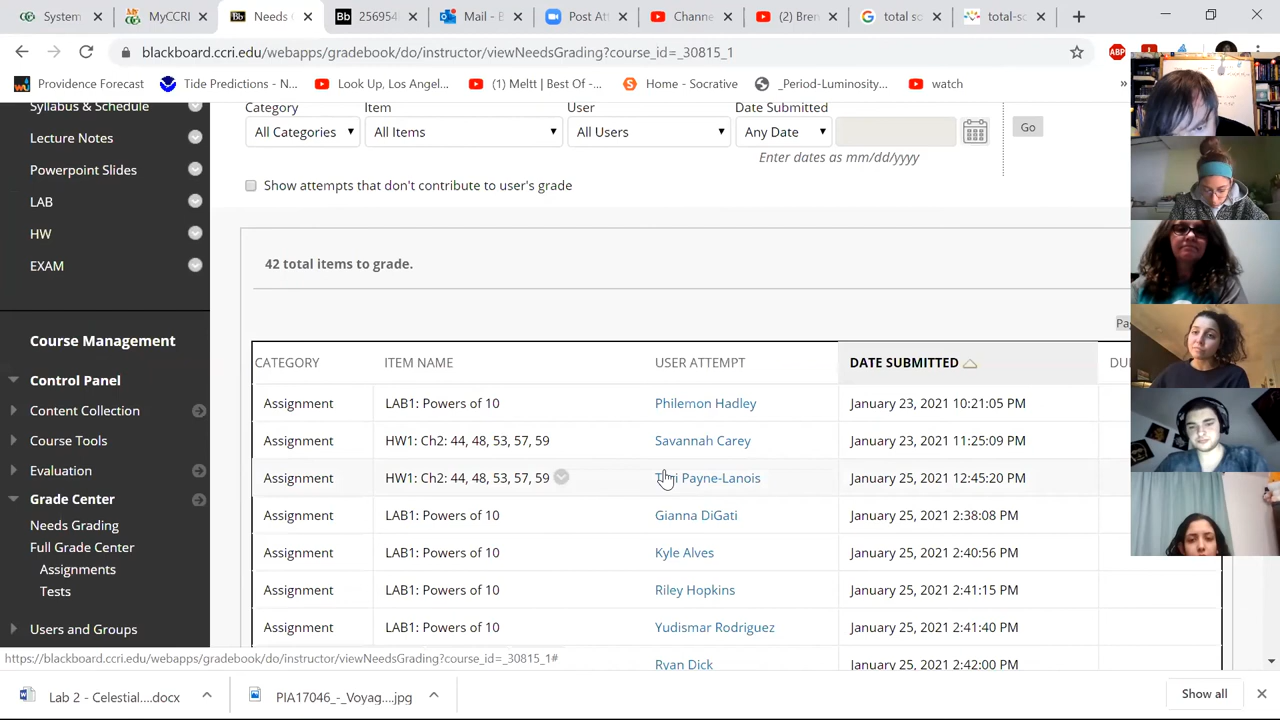 System
MyCCRI
Needs G
256954
Mail - B
Post Att
Channe
(2) Bren
total sc
total-sc
blackboard.ccri.edu/webapps/gradebook/do/instructor/viewNeedsGrading?course_id=_30815_1
ABP
Providence Forecast
Tide Predictions - N...
Look Up, Look Dow...
Home - Scratchwave
watch
»
Syllabus & Schedule
Lecture Notes
Powerpoint Slides
LAB
HW
EXAM
Course Management
Control Panel
Content Collection
Course Tools
Evaluation
Grade Center
Needs Grading
Full Grade Center
Assignments
Tests
Users and Groups
Category Item User Date Submitted
All Categories All Items All Users Any Date Go
Enter dates as mm/dd/yyyy
Show attempts that don't contribute to user's grade
42 total items to grade.
CATEGORY ITEM NAME USER ATTEMPT DATE SUBMITTED
Assignment LAB1: Powers of 10 Philemon Hadley January 23, 2021 10:21:05 PM
Assignment HW1: Ch2: 44, 48, 53, 57, 59 Savannah Carey January 23, 2021 11:25:09 PM
Assignment HW1: Ch2: 44, 48, 53, 57, 59 Payne-Lanois January 25, 2021 12:45:20 PM
Assignment LAB1: Powers of 10 Gianna DiGati January 25, 2021 2:38:08 PM
Assignment LAB1: Powers of 10 Kyle Alves January 25, 2021 2:40:56 PM
Assignment LAB1: Powers of 10 Riley Hopkins January 25, 2021 2:41:15 PM
Assignment LAB1: Powers of 10 Yudismar Rodriguez January 25, 2021 2:41:40 PM
Assignment LAB1: Powers of 10 Ryan Dick January 25, 2021 2:42:00 PM
https://blackboard.ccri.edu/webapps/gradebook/do/instructor/viewNeedsGrading?course_id=_30815_1#
Lab 2 - Celestial....docx
PIA17046_-_Voyag....jpg
Show all